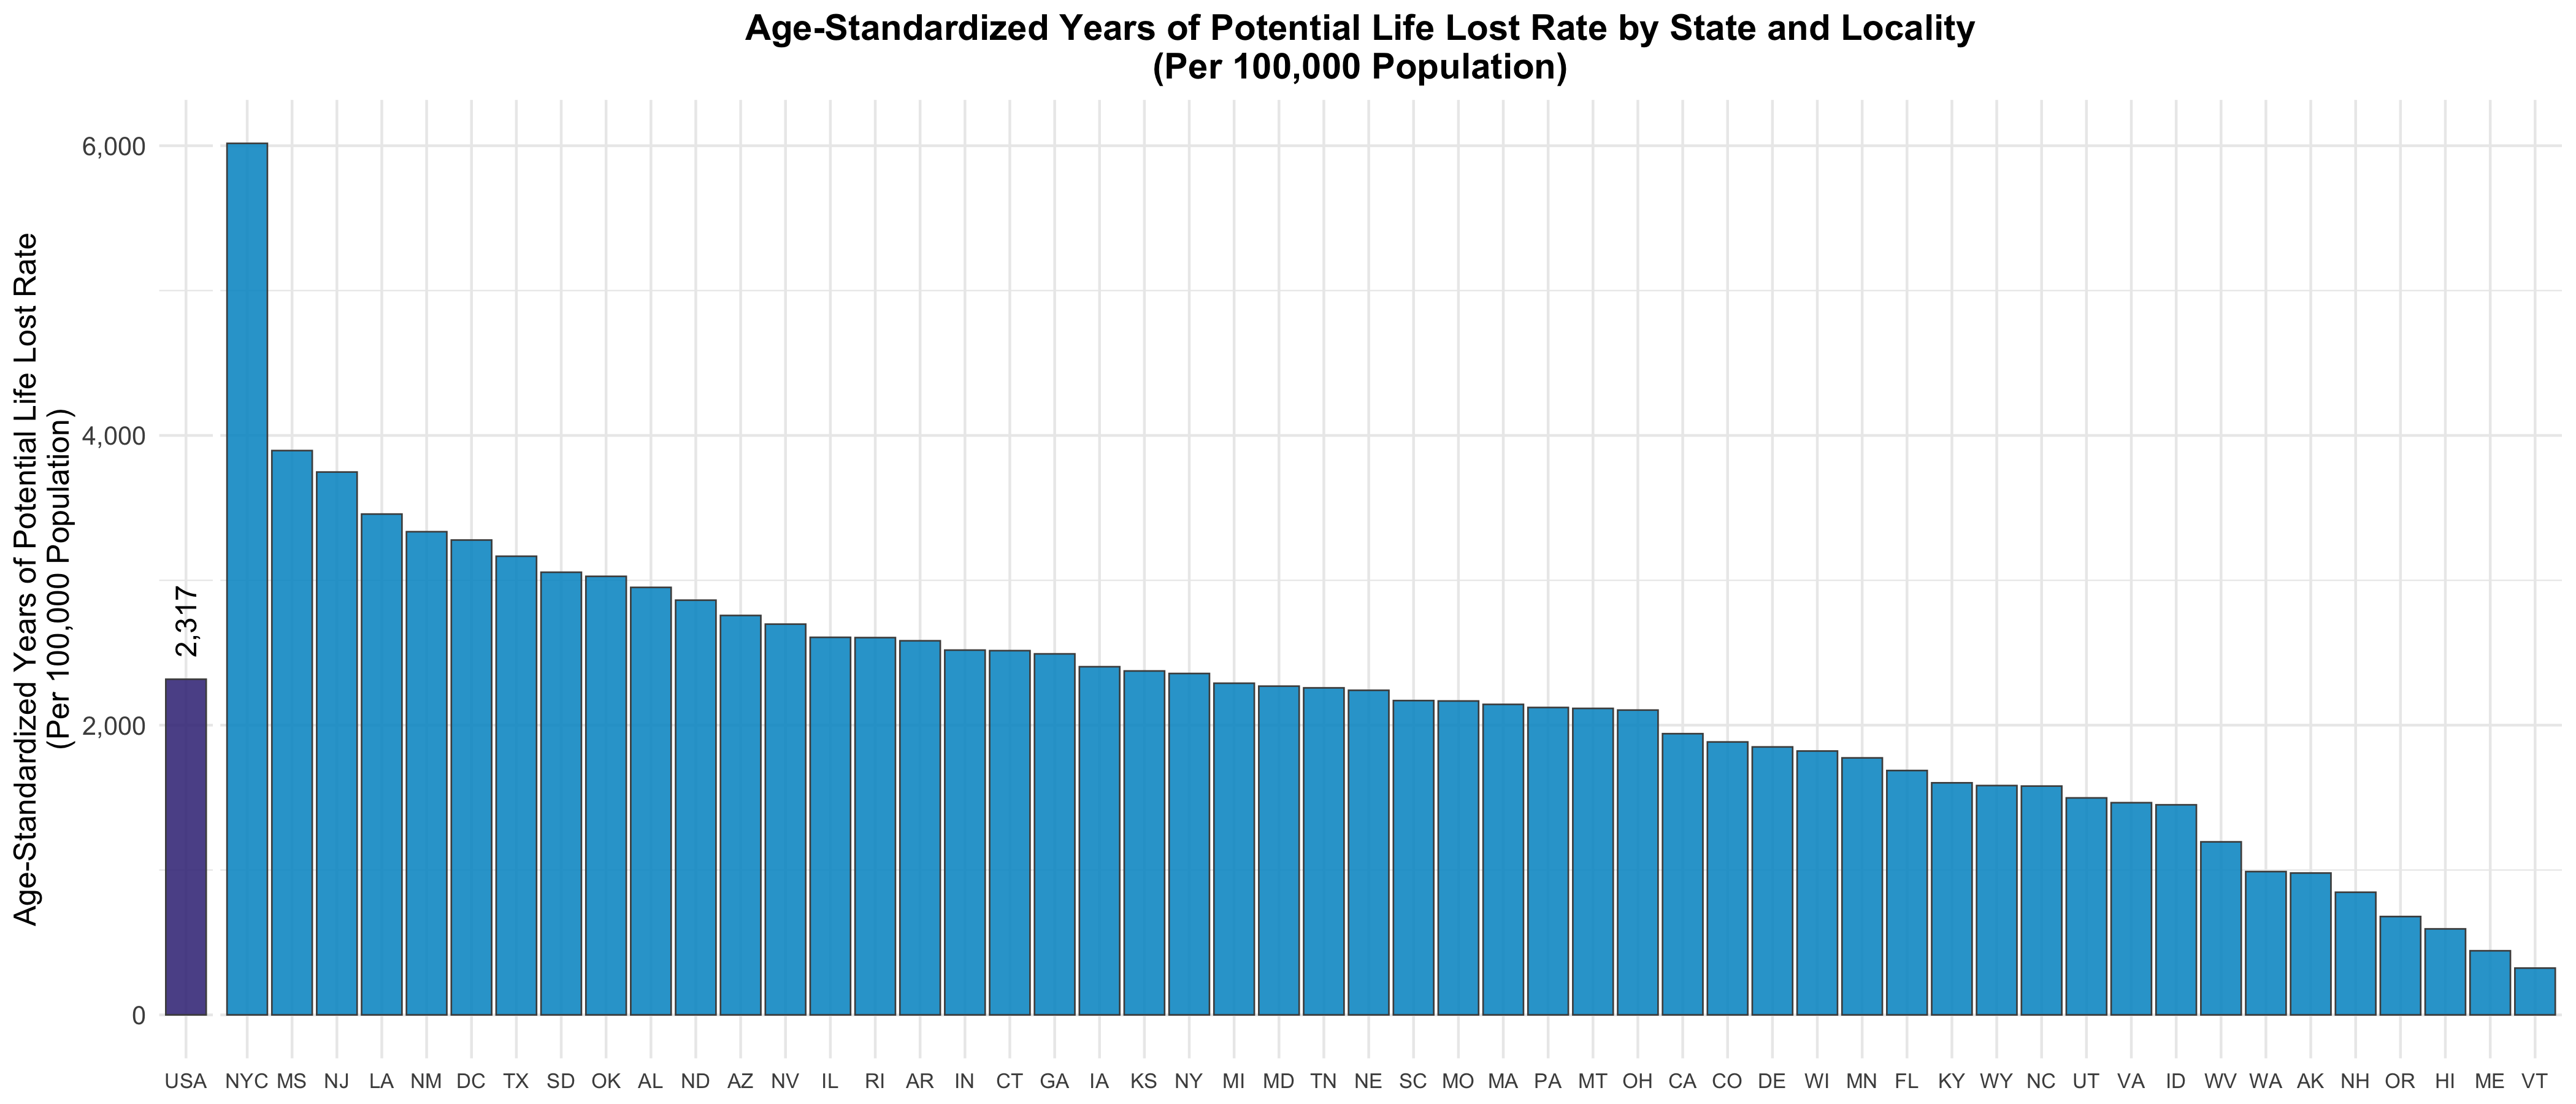 Age-Standardized Years of Potential Life Lost Rate by State and Locality
(Per 100,000 Population)
Age-Standardized Years of Potential Life Lost Rate
(Per 100,000 Population)
6,000
4,000
2,000
0
2,317
USA NYC MS NJ LA NM DC TX SD OK AL ND AZ NV IL RI AR IN CT GA IA KS NY MI MD TN NE SC MO MA PA MT OH CA CO DE WI MN FL KY WY NC UT VA ID WV WA AK NH OR HI ME VT